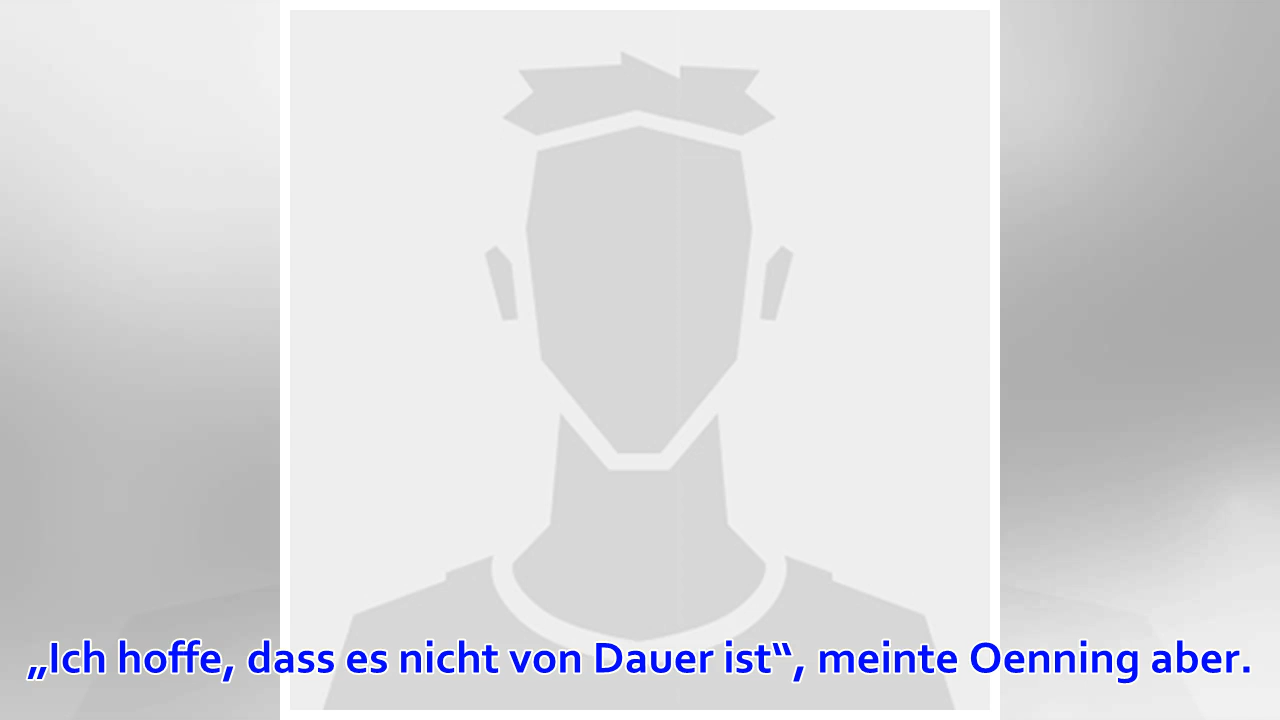 „Ich hoffe, dass es nicht von Dauer ist‟, meinte Oenning aber.